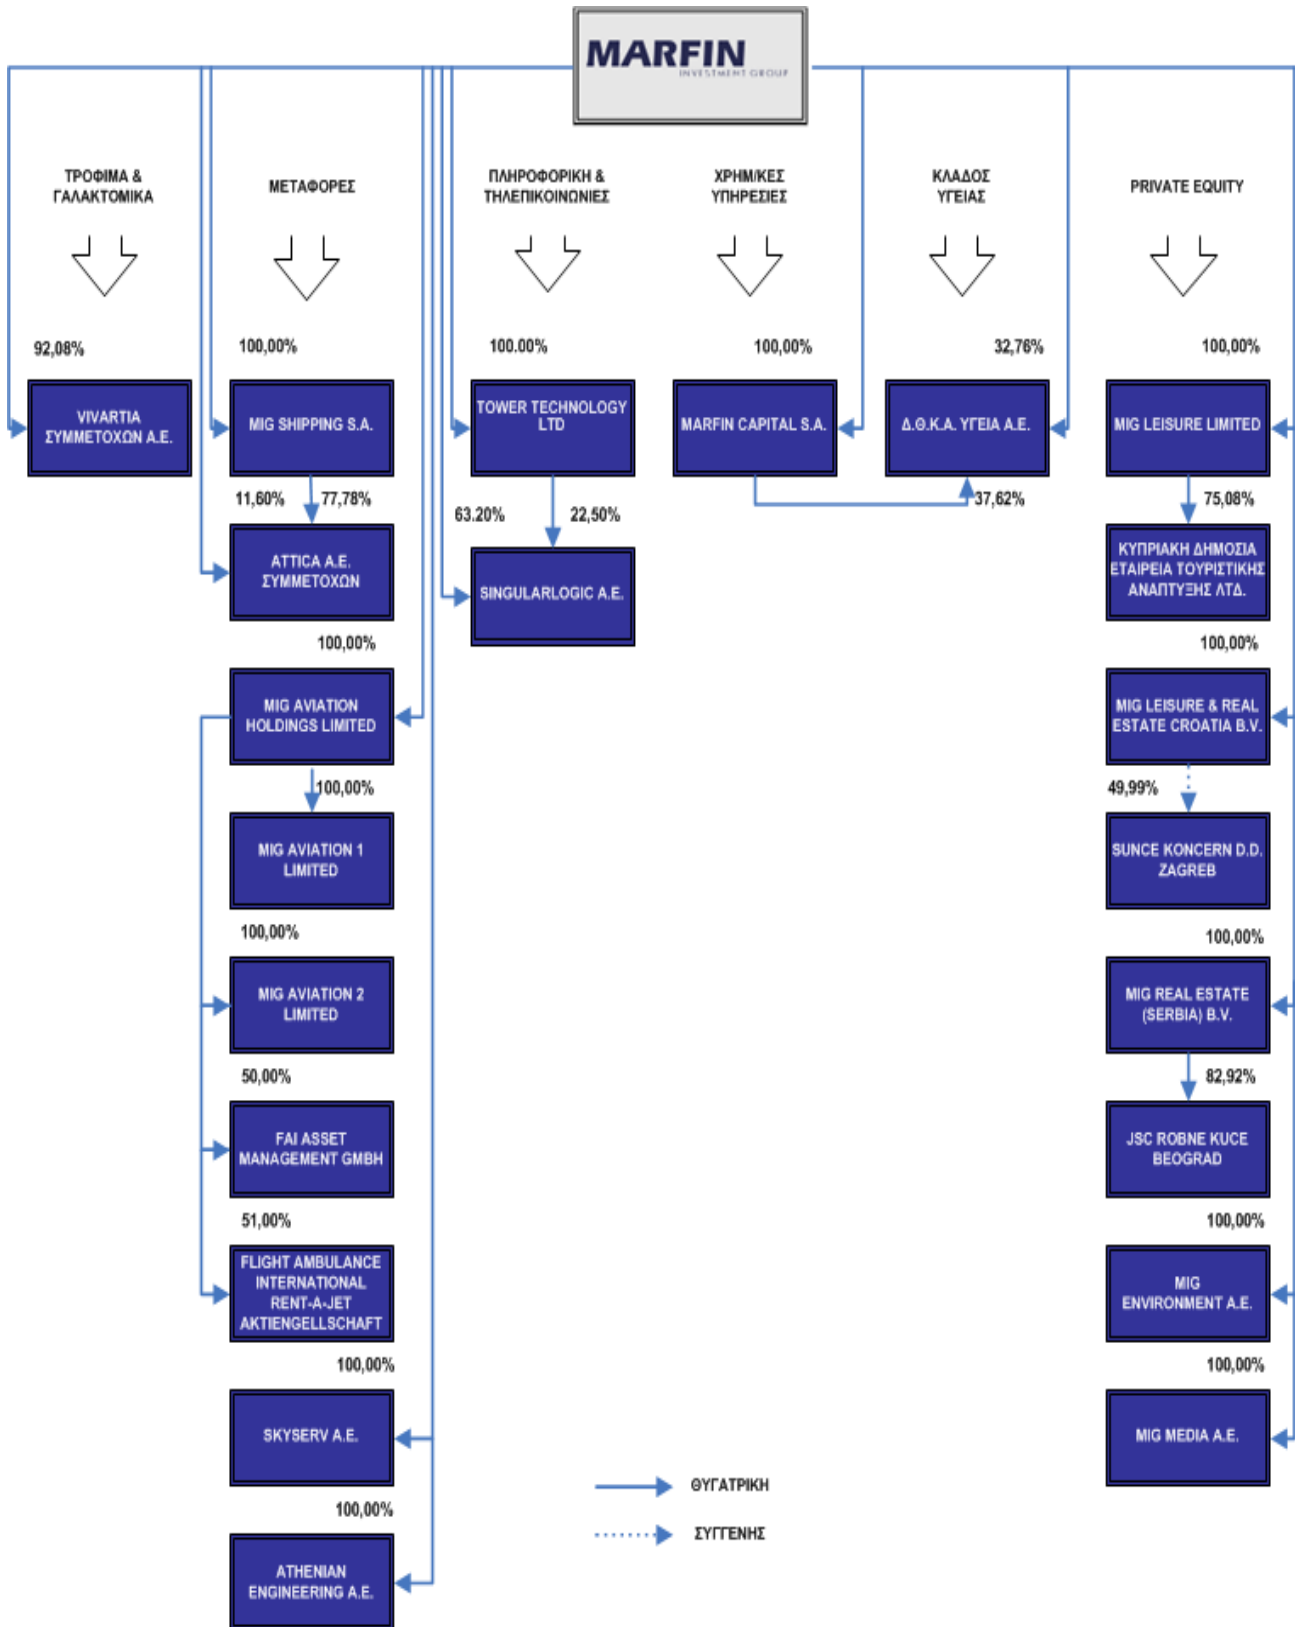 MARFIN
INVESTMENT GROUP
ΤΡΟΦΙΜΑ &
ΓΑΛΑΚΤΟΜΙΚΑ
ΜΕΤΑΦΟΡΕΣ
ΠΛΗΡΟΦΟΡΙΚΗ &
ΤΗΛΕΠΙΚΟΙΝΩΝΙΕΣ
ΧΡΗΜ/ΚΕΣ
ΥΠΗΡΕΣΙΕΣ
ΚΛΑΔΟΣ
ΥΓΕΙΑΣ
PRIVATE EQUITY
92,08%
100,00%
100.00%
100,00%
32,76%
100,00%
VIVARTIA
ΣΥΜΜΕΤΟΧΩΝ Α.Ε.
MIG SHIPPING S.A.
TOWER TECHNOLOGY
LTD
MARFIN CAPITAL S.A.
Δ.Θ.Κ.Α. ΥΓΕΙΑ Α.Ε.
MIG LEISURE LIMITED
11,60%
77,78%
63.20%
22,50%
37,62%
75,08%
ATTICA Α.Ε.
ΣΥΜΜΕΤΟΧΩΝ
SINGULARLOGIC Α.Ε.
ΚΥΠΡΙΑΚΗ ΔΗΜΟΣΙΑ
ΕΤΑΙΡΕΙΑ ΤΟΥΡΙΣΤΙΚΗΣ
ΑΝΑΠΤΥΞΗΣ ΛΤΔ.
100,00%
100,00%
MIG AVIATION
HOLDINGS LIMITED
MIG LEISURE & REAL
ESTATE CROATIA B.V.
100,00%
49,99%
MIG AVIATION 1
LIMITED
SUNCE KONCERN D.D.
ZAGREB
100,00%
100,00%
MIG AVIATION 2
LIMITED
MIG REAL ESTATE
(SERBIA) B.V.
50,00%
82,92%
FAI ASSET
MANAGEMENT GMBH
JSC ROBNE KUCE
BEOGRAD
51,00%
100,00%
FLIGHT AMBULANCE
INTERNATIONAL
RENT-A-JET
AKTIENGELLSCHAFT
MIG
ENVIRONMENT Α.Ε.
100,00%
100,00%
SKYSERV Α.Ε.
MIG MEDIA Α.Ε.
ΘΥΓΑΤΡΙΚΗ
100,00%
ΣΥΓΓΕΝΗΣ
ATHENIAN
ENGINEERING Α.Ε.